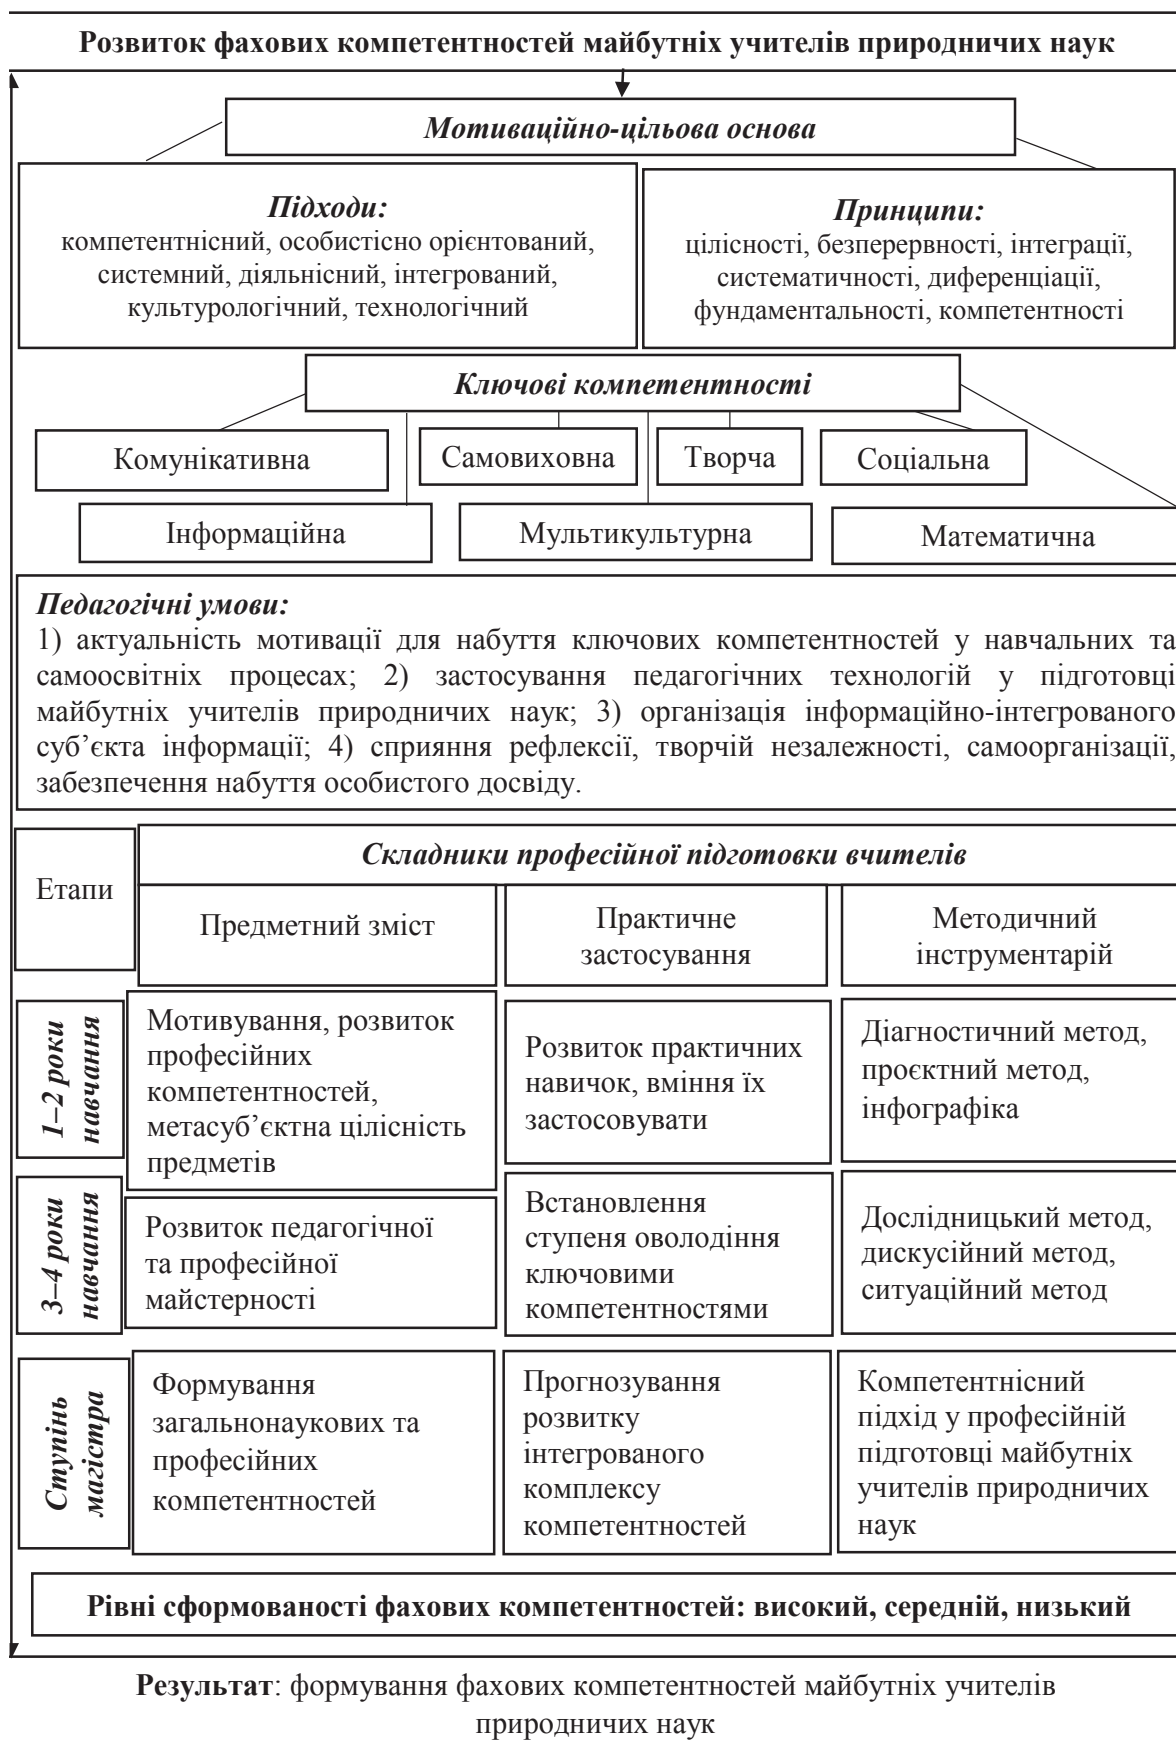 Розвиток фахових компетентностей майбутніх учителів природничих наук
Мотиваційно-цільова основа
Підходи:
компетентнісний, особистісно орієнтований,
системний, діяльнісний, інтегрований,
культурологічний, технологічний
Принципи:
цілісності, безперервності, інтеграції,
систематичності, диференціації,
фундаментальності, компетентності
Ключові компетентності
Комунікативна
Самовиховна
Творча
Соціальна
Інформаційна
Мультикультурна
Математична
Педагогічні умови:
1) актуальність мотивації для набуття ключових компетентностей у навчальних та
самоосвітніх процесах; 2) застосування педагогічних технологій у підготовці
майбутніх учителів природничих наук; 3) організація інформаційно-інтегрованого
суб’єкта інформації; 4) сприяння рефлексії, творчій незалежності, самоорганізації,
забезпечення набуття особистого досвіду.
Етапи
Складники професійної підготовки вчителів
Предметний зміст
Практичне
застосування
Методичний
інструментарій
1–2 роки
навчання
Мотивування, розвиток
професійних
компетентностей,
метасуб’єктна цілісність
предметів
Розвиток практичних
навичок, вміння їх
застосовувати
Діагностичний метод,
проєктний метод,
інфографіка
3–4 роки
навчання
Розвиток педагогічної
та професійної
майстерності
Встановлення
ступеня оволодіння
ключовими
компетентностями
Дослідницький метод,
дискусійний метод,
ситуаційний метод
Ступінь
магістра
Формування
загальнонаукових та
професійних
компетентностей
Прогнозування
розвитку
інтегрованого
комплексу
компетентностей
Компетентнісний
підхід у професійній
підготовці майбутніх
учителів природничих
наук
Рівні сформованості фахових компетентностей: високий, середній, низький
Результат: формування фахових компетентностей майбутніх учителів
природничих наук